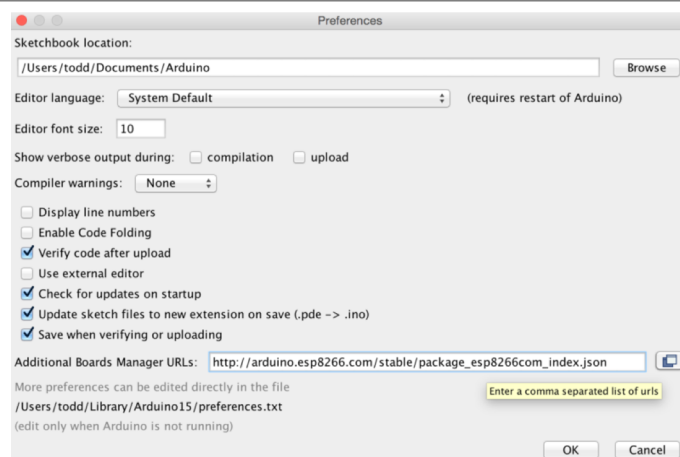 Preferences
Sketchbook location:
/Users/todd/Documents/Arduino Browse
Editor language: System Default (requires restart of Arduino)
Editor font size: 10
Show verbose output during: compilation upload
Compiler warnings: None
Display line numbers
Enable Code Folding
Verify code after upload
Use external editor
Check for updates on startup
Update sketch files to new extension on save (.pde -> .ino)
Save when verifying or uploading
Additional Boards Manager URLs: http://arduino.esp8266.com/stable/package_esp8266com_index.json
More preferences can be edited directly in the file
Enter a comma separated list of urls
/Users/todd/Library/Arduino15/preferences.txt
(edit only when Arduino is not running)
OK Cancel